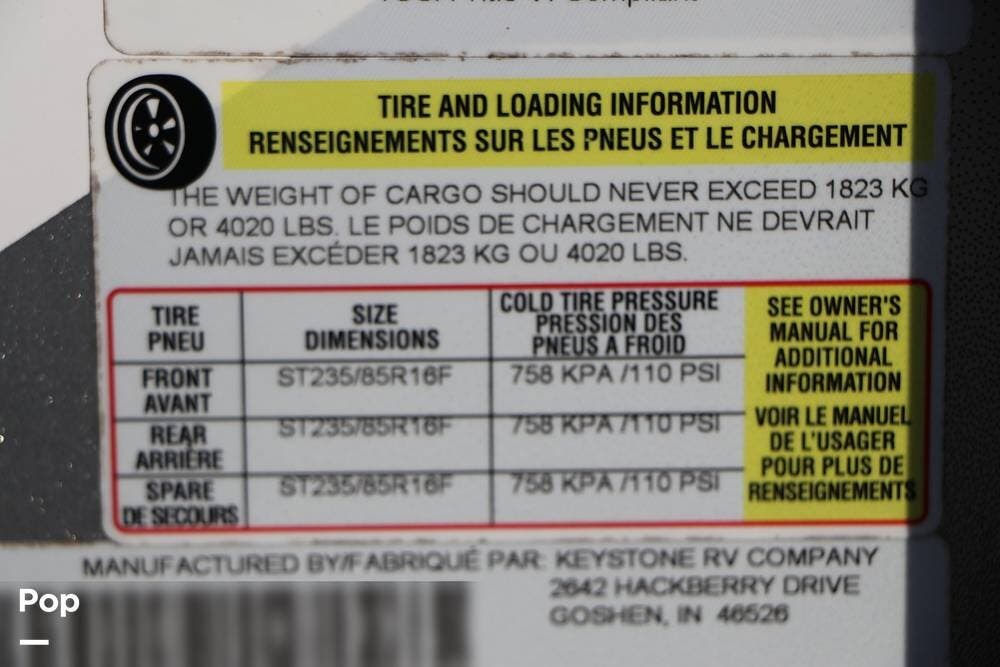 TIRE AND LOADING INFORMATION
RENSEIGNEMENTS SUR LES PNEUS ET LE CHARGEMENT
THE WEIGHT OF CARGO SHOULD NEVER EXCEED 1823 KG
OR 4020 LBS. LE POIDS DE CHARGEMENT NE DEVRAIT
JAMAIS EXCÉDER 1823 KG OU 4020 LBS.
TIRE
PNEU
SIZE
DIMENSIONS
COLD TIRE PRESSURE
PRESSION DES
PNEUS A FROID
FRONT
AVANT
ST235/85R16F
758 KPA /110 PSI
REAR
ARRIÈRE
ST235/85R16F
758 KPA /110 PSI
SPARE
DE SECOURS
ST235/85R16F
758 KPA /110 PSI
SEE OWNER'S
MANUAL FOR
ADDITIONAL
INFORMATION
VOIR LE MANUEL
DE L'USAGER
POUR PLUS DE
RENSEIGNEMENTS
MANUFACTURED BY/FABRIQUÉ PAR: KEYSTONE RV COMPANY
2642 HACKBERRY DRIVE
GOSHEN, IN 46526
Pop